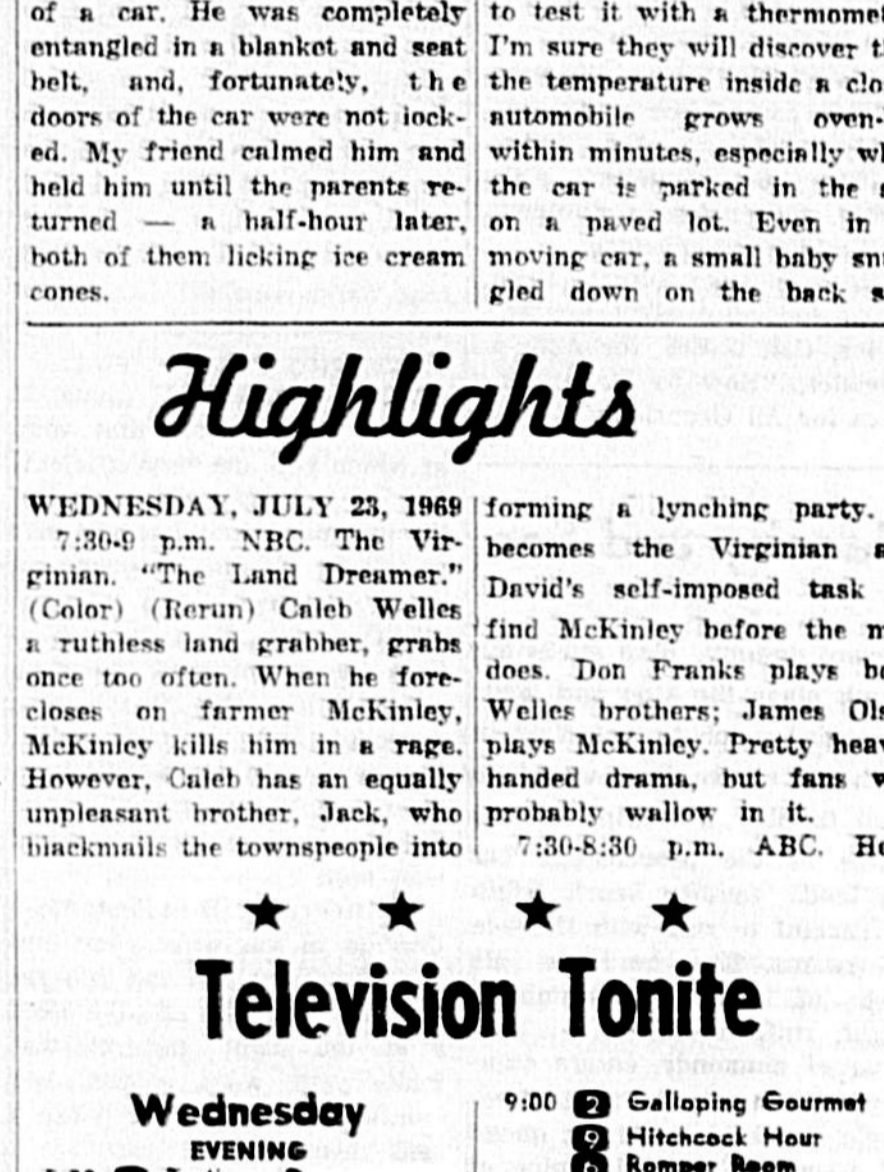 of a car. He was completely
entangled in a blanket and seat
belt, and, fortunately, the
doors of the car were not lock-
ed. My friend calmed him and
held him until the parents re-
turned — a half-hour later,
both of them licking ice cream
cones.
to test it with a thermomet
I'm sure they will discover t
the temperature inside a clo
automobile grows oven-
within minutes, especially wh
the car is parked in the s
on a paved lot. Even in
moving car, a small baby snu
gled down on the back s
Highlights
WEDNESDAY, JULY 23, 1969
7:30-9 p.m. NBC. The Vir-
ginian. "The Land Dreamer."
(Color) (Rerun) Caleb Welles
a ruthless land grabber, grabs
once too often. When he fore-
closes on farmer McKinley,
McKinley kills him in a rage.
However, Caleb has an equally
unpleasant brother, Jack, who
blackmails the townspeople into
forming a lynching party.
becomes the Virginian a
David's self-imposed task
find McKinley before the m
does. Don Franks plays bo
Welles brothers; James Ols
plays McKinley. Pretty heav
handed drama, but fans w
probably wallow in it.
7:30-8:30 p.m. ABC. He
Television Tonite
Wednesday
EVENING
9:00 2 Galloping Gourmet
9 Hitchcock Hour
6 Romper Room